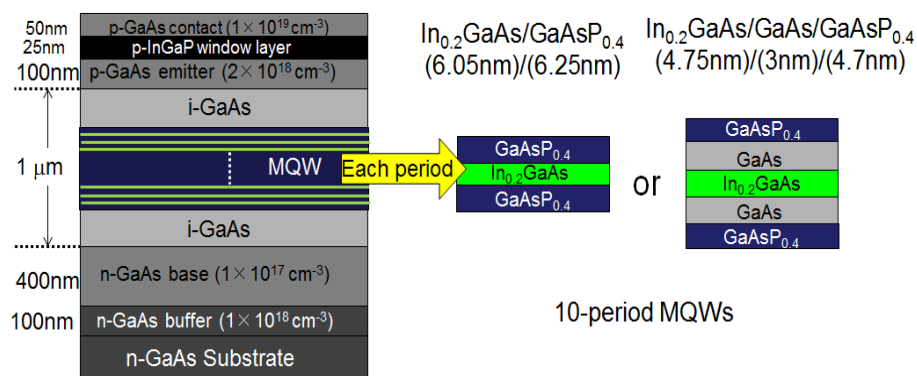 50nm
p-GaAs contact (1×10¹⁹cm⁻³)
25nm
p-InGaP window layer
100nm
p-GaAs emitter (2×10¹⁸cm⁻³)
i-GaAs
1 μm
MQW
Each period
i-GaAs
400nm
n-GaAs base (1×10¹⁷cm⁻³)
100nm
n-GaAs buffer (1×10¹⁸cm⁻³)
n-GaAs Substrate
In₀.₂GaAs/GaAsP₀.₄
(6.05nm)/(6.25nm)
In₀.₂GaAs/GaAs/GaAsP₀.₄
(4.75nm)/(3nm)/(4.7nm)
GaAsP₀.₄
In₀.₂GaAs
GaAsP₀.₄
or
GaAsP₀.₄
GaAs
In₀.₂GaAs
GaAs
GaAsP₀.₄
10-period MQWs